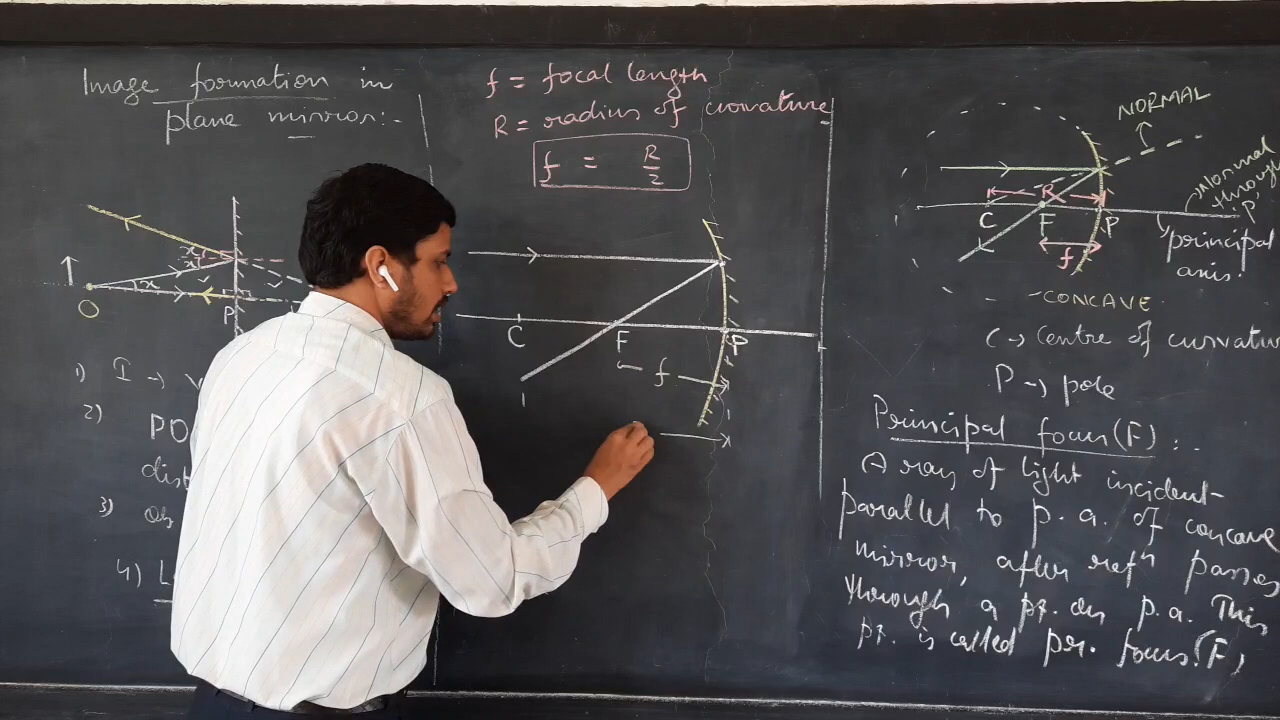 Image formation in
plane mirror:-
x
x
x
O
P
1) I →
2)
PO
dist
3) Ob
4) L
f = focal length
R = radius of curvature
f = R/2
C
F
P
f
NORMAL
Normal
through
'P'
R
C
F
P
f
principal
axis.
CONCAVE
C → Centre of curvature
P → pole
Principal focus (F) :-
A ray of light incident
parallel to p.a. of concave
mirror, after refn passes
through a pt. on p.a. This
pt. is called pr. focus. (F)